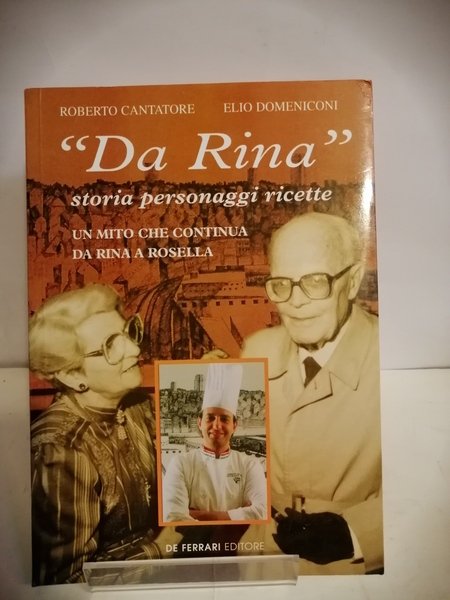 ROBERTO CANTATORE ELIO DOMENICONI
“Da Rina”
storia personaggi ricette
UN MITO CHE CONTINUA
DA RINA A ROSELLA
DE FERRARI EDITORE